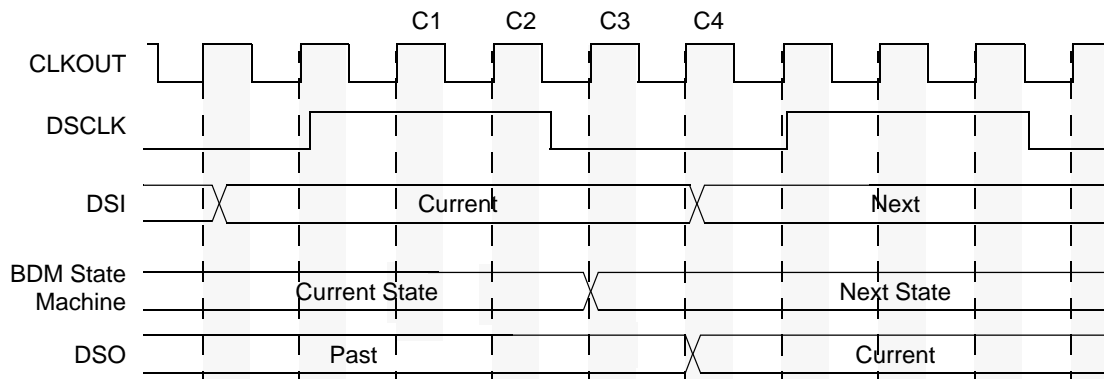 C1 C2 C3 C4
CLKOUT
DSCLK
DSI Current Next
BDM State
Machine Current State Next State
DSO Past Current